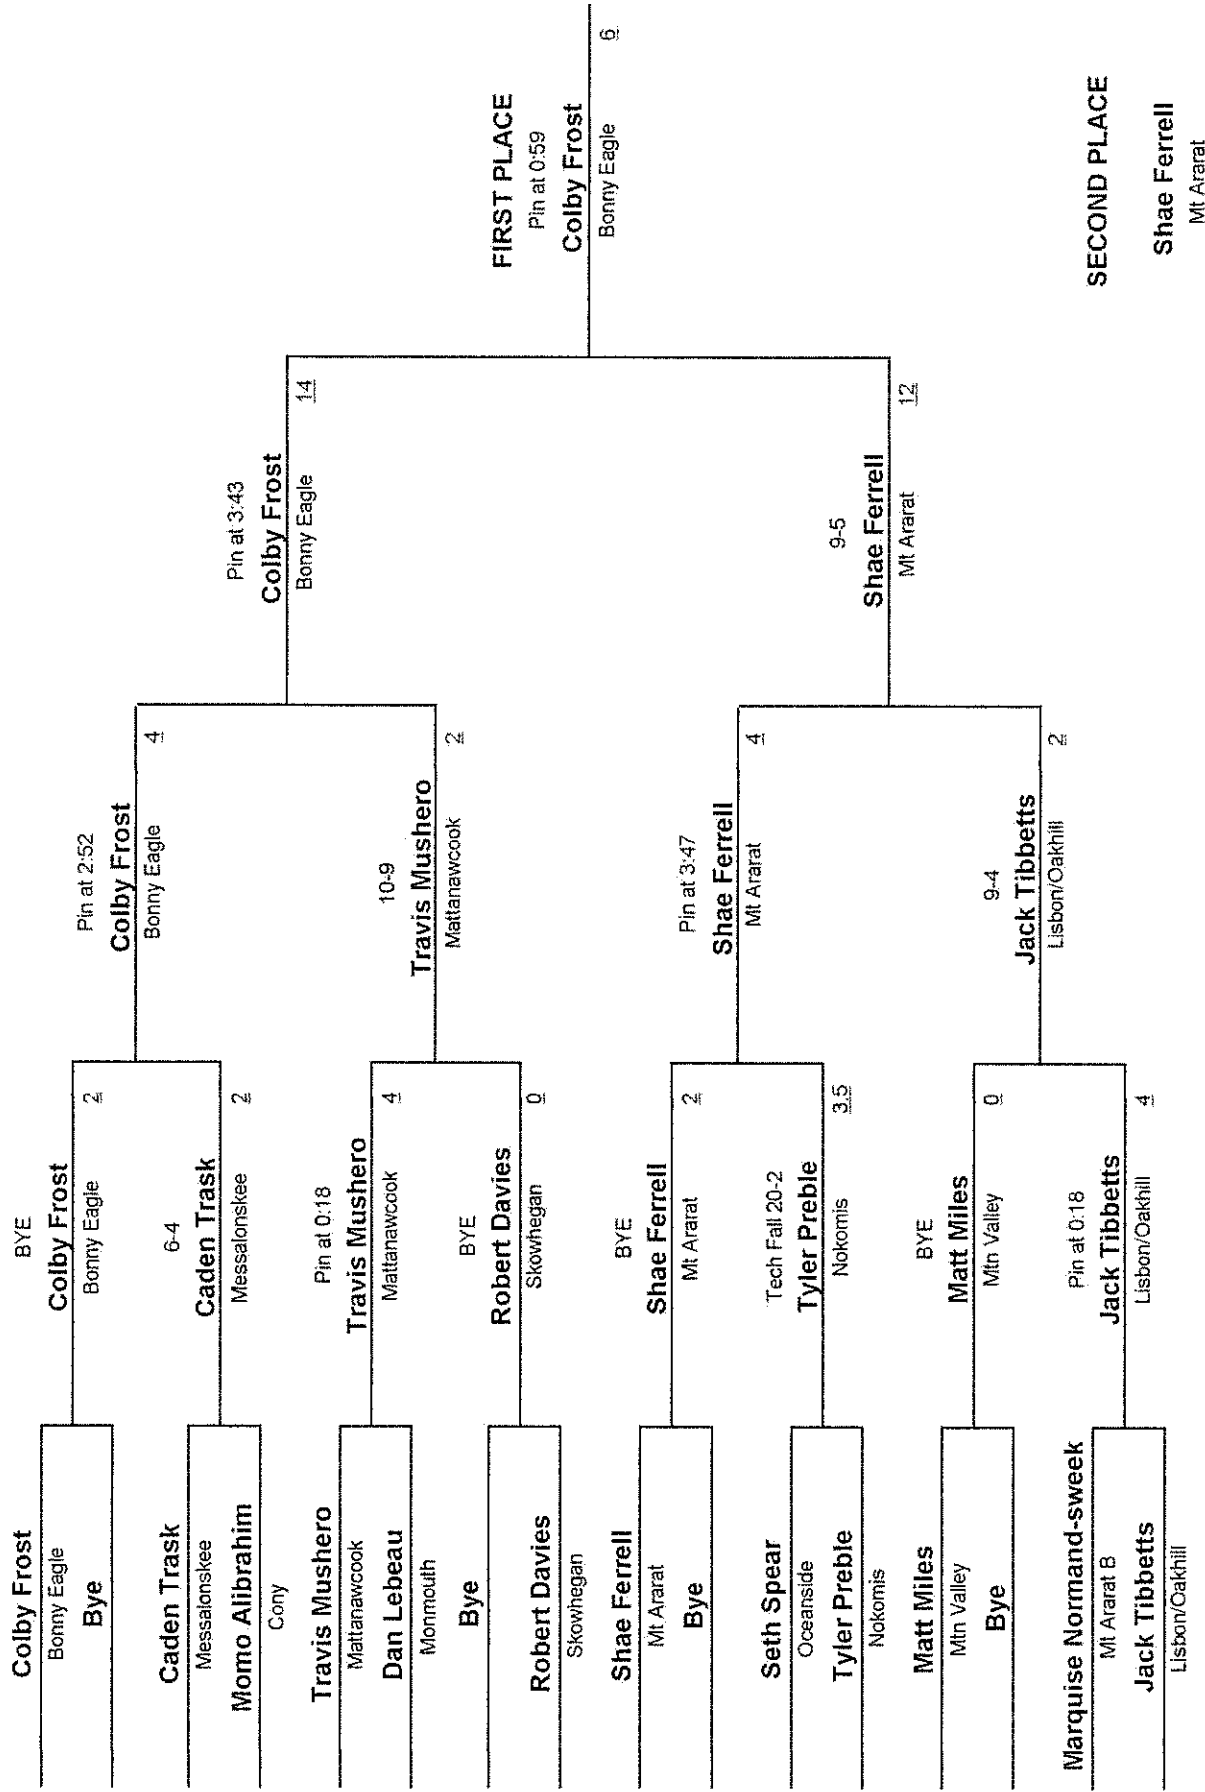 Colby Frost
Bonny Eagle
Bye
Caden Trask
Messalonskee
Momo Alibrahim
Cony
Travis Mushero
Mattanawcook
Dan Lebeau
Monmouth
Bye
Robert Davies
Skowhegan
Shae Ferrell
Mt Ararat
Bye
Seth Spear
Oceanside
Tyler Preble
Nokomis
Matt Miles
Mtn Valley
Bye
Marquise Normand-sweek
Mt Ararat B
Jack Tibbetts
Lisbon/Oakhill
BYE
Colby Frost
Bonny Eagle 2
6-4
Caden Trask
Messalonskee 2
Pin at 0:18
Travis Mushero
Mattanawcook 4
BYE
Robert Davies
Skowhegan 0
BYE
Shae Ferrell
Mt Ararat 2
Tech Fall 20-2
Tyler Preble
Nokomis 3.5
BYE
Matt Miles
Mtn Valley 0
Pin at 0:18
Jack Tibbetts
Lisbon/Oakhill 4
Pin at 2:52
Colby Frost
Bonny Eagle 4
10-9
Travis Mushero
Mattanawcook 2
Pin at 3:47
Shae Ferrell
Mt Ararat 4
9-4
Jack Tibbetts
Lisbon/Oakhill 2
Pin at 3:43
Colby Frost
Bonny Eagle 14
9-5
Shae Ferrell
Mt Ararat 12
FIRST PLACE
Pin at 0:59
Colby Frost
Bonny Eagle 6
SECOND PLACE
Shae Ferrell
Mt Ararat